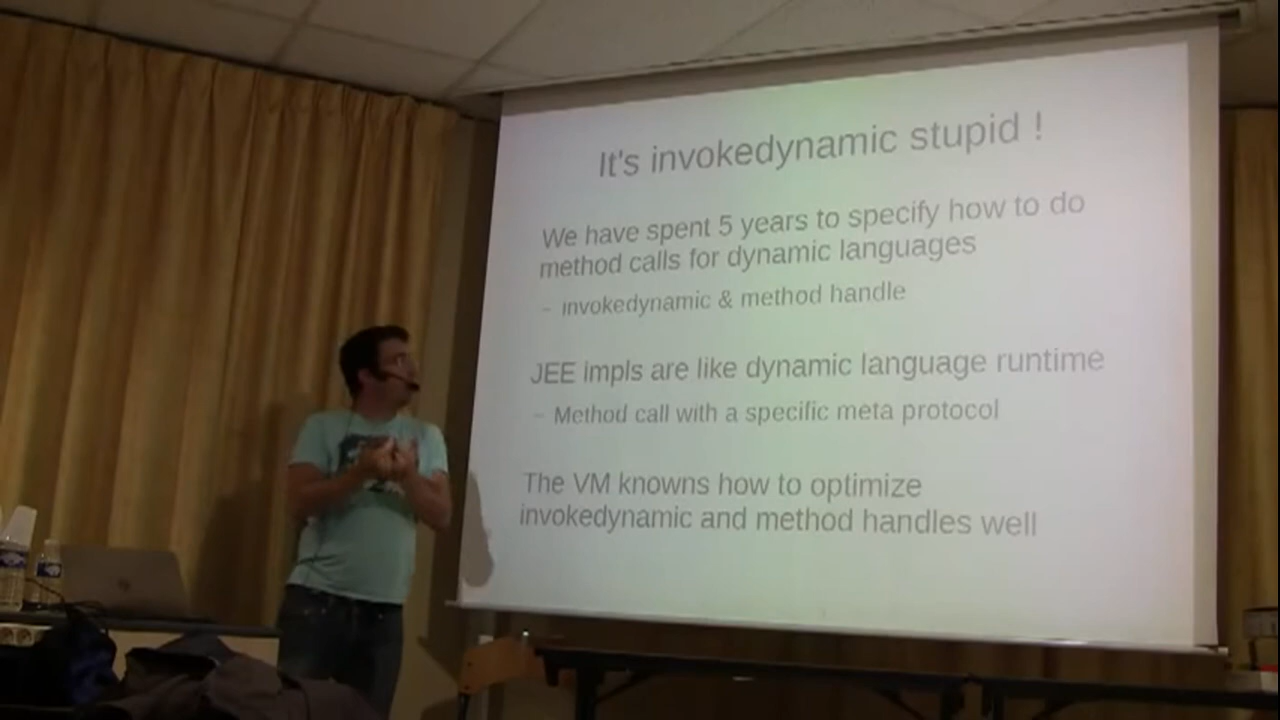 It's invokedynamic stupid !
We have spent 5 years to specify how to do
method calls for dynamic languages
– invokedynamic & method handle
JEE impls are like dynamic language runtime
– Method call with a specific meta protocol
The VM knowns how to optimize
invokedynamic and method handles well